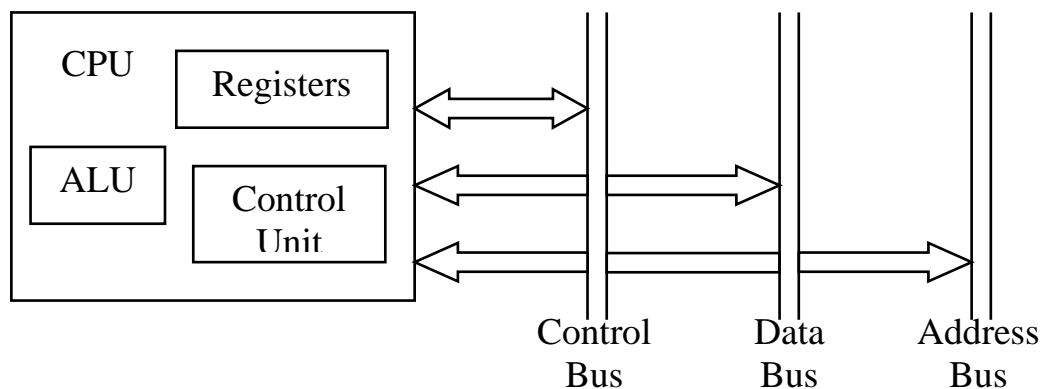 CPU
Registers
ALU
Control
Unit
Control
Bus
Data
Bus
Address
Bus